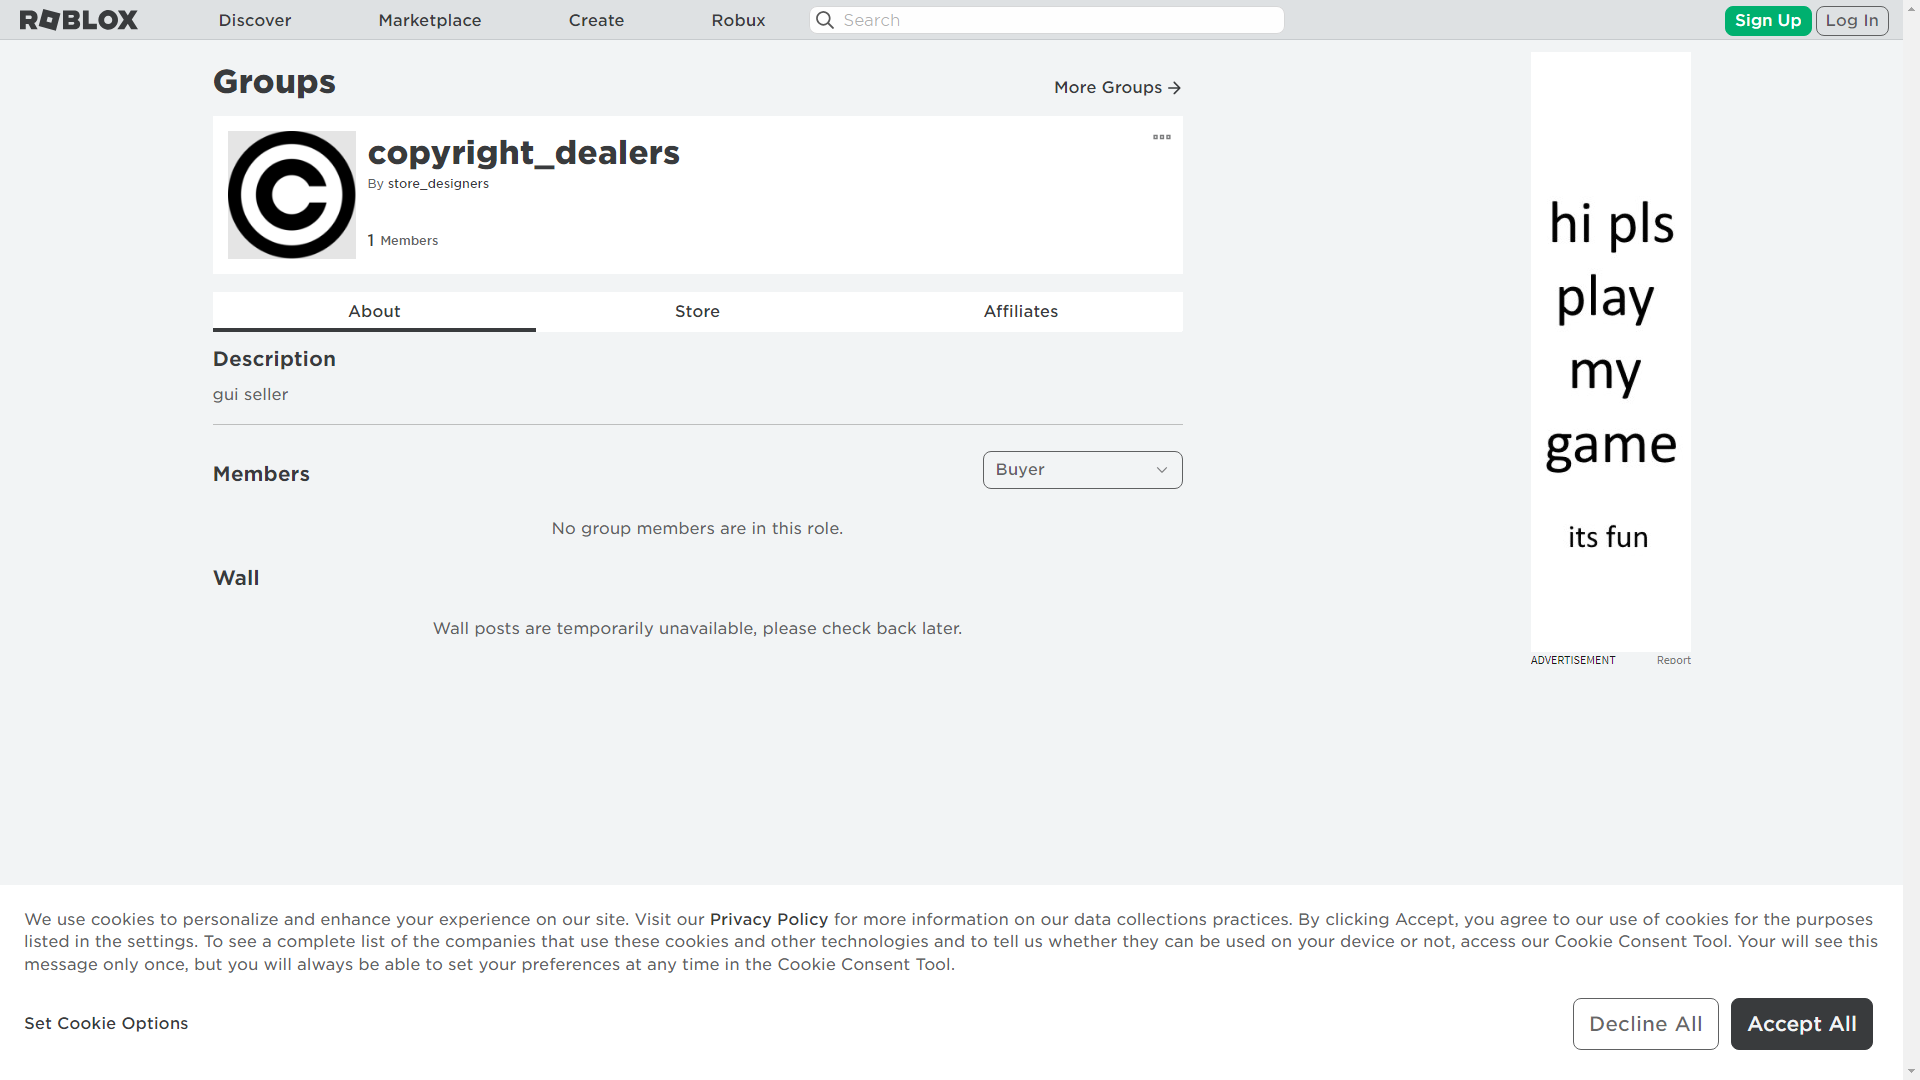 ROBLOX
Discover
Marketplace
Create
Robux
Search
Sign Up
Log In
Groups
More Groups
copyright_dealers
By store_designers
1 Members
About
Store
Affiliates
Description
gui seller
Members
Buyer
No group members are in this role.
Wall
Wall posts are temporarily unavailable, please check back later.
hi pls
play
my
game
its fun
ADVERTISEMENT
Report
We use cookies to personalize and enhance your experience on our site. Visit our Privacy Policy for more information on our data collections practices. By clicking Accept, you agree to our use of cookies for the purposes
listed in the settings. To see a complete list of the companies that use these cookies and other technologies and to tell us whether they can be used on your device or not, access our Cookie Consent Tool. Your will see this
message only once, but you will always be able to set your preferences at any time in the Cookie Consent Tool.
Set Cookie Options
Decline All
Accept All